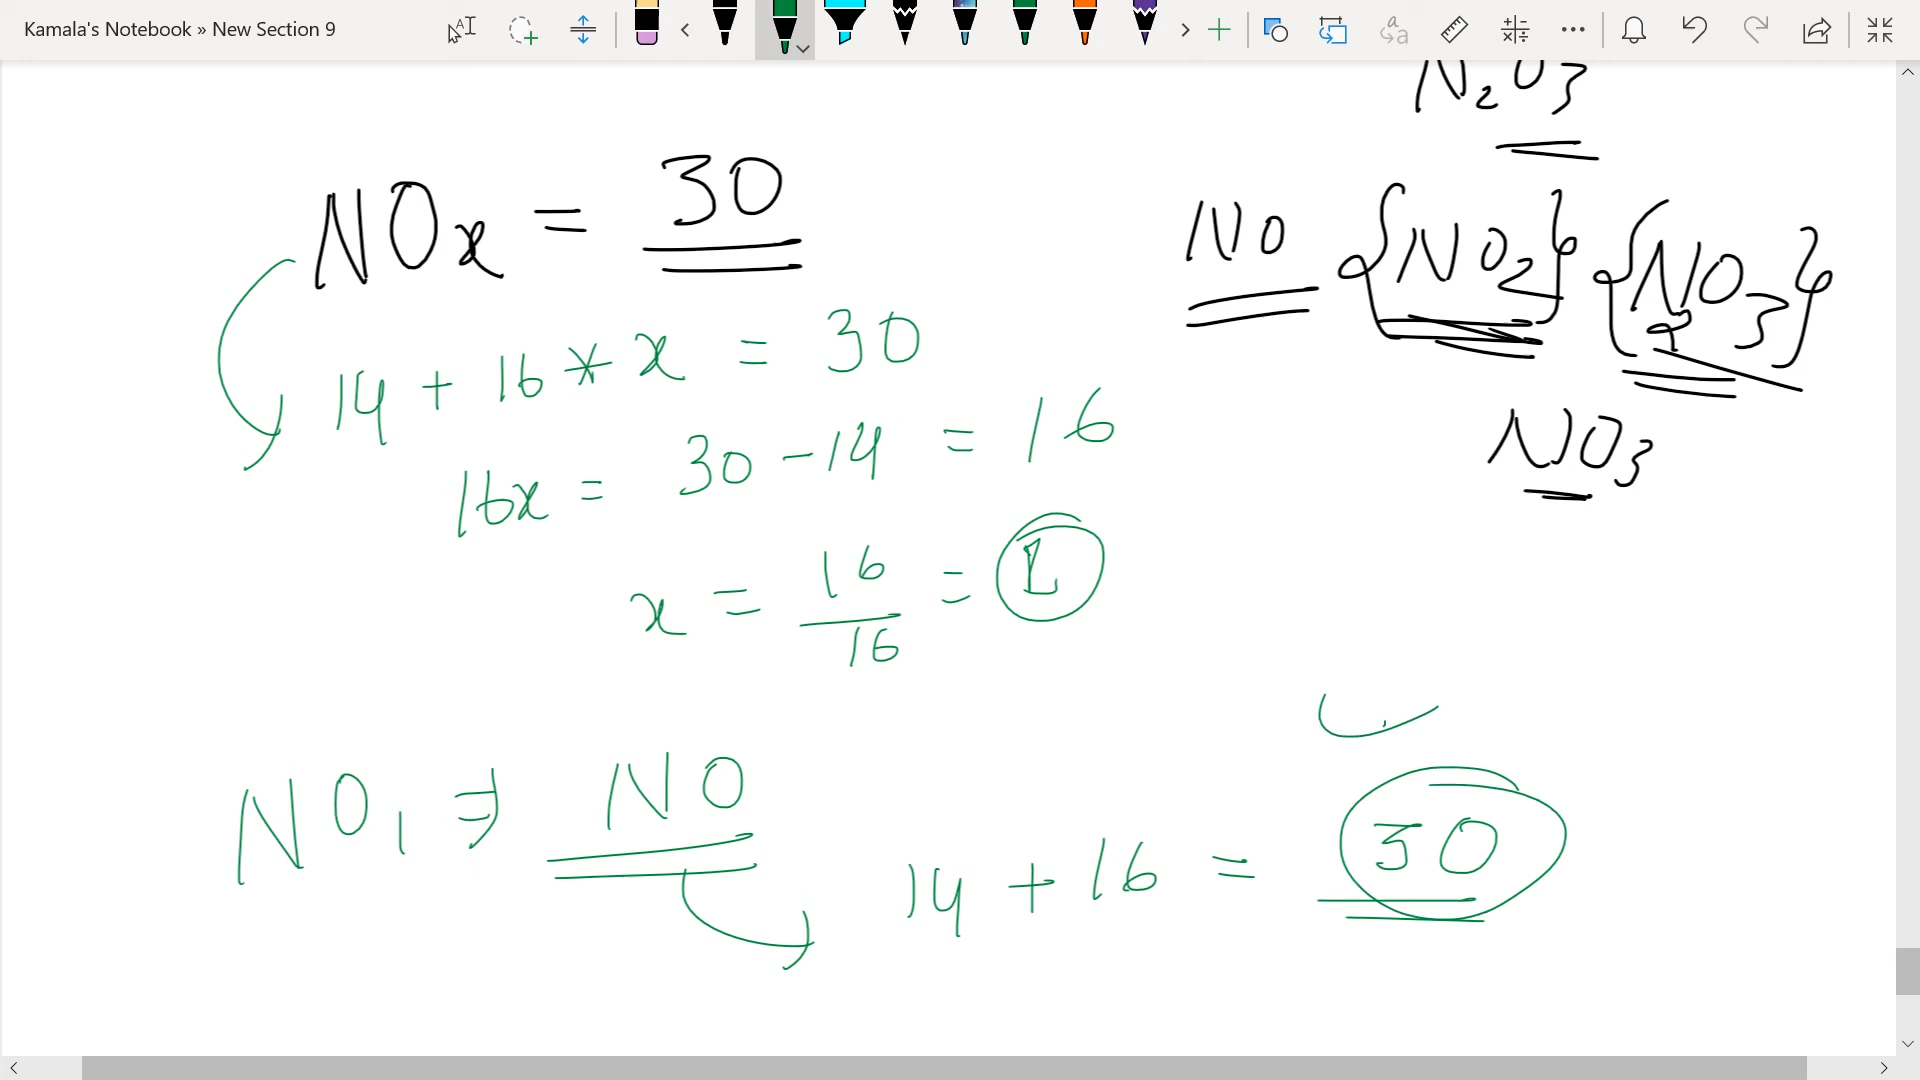 Kamala's Notebook » New Section 9
N₂O₃
NOx = 30
NO {NO₂} {NO₃}
14 + 16 * x = 30
16x = 30 - 14 = 16
NO₃
x = 16/16 = 1
NO₁ ⇒ NO
14 + 16 = 30